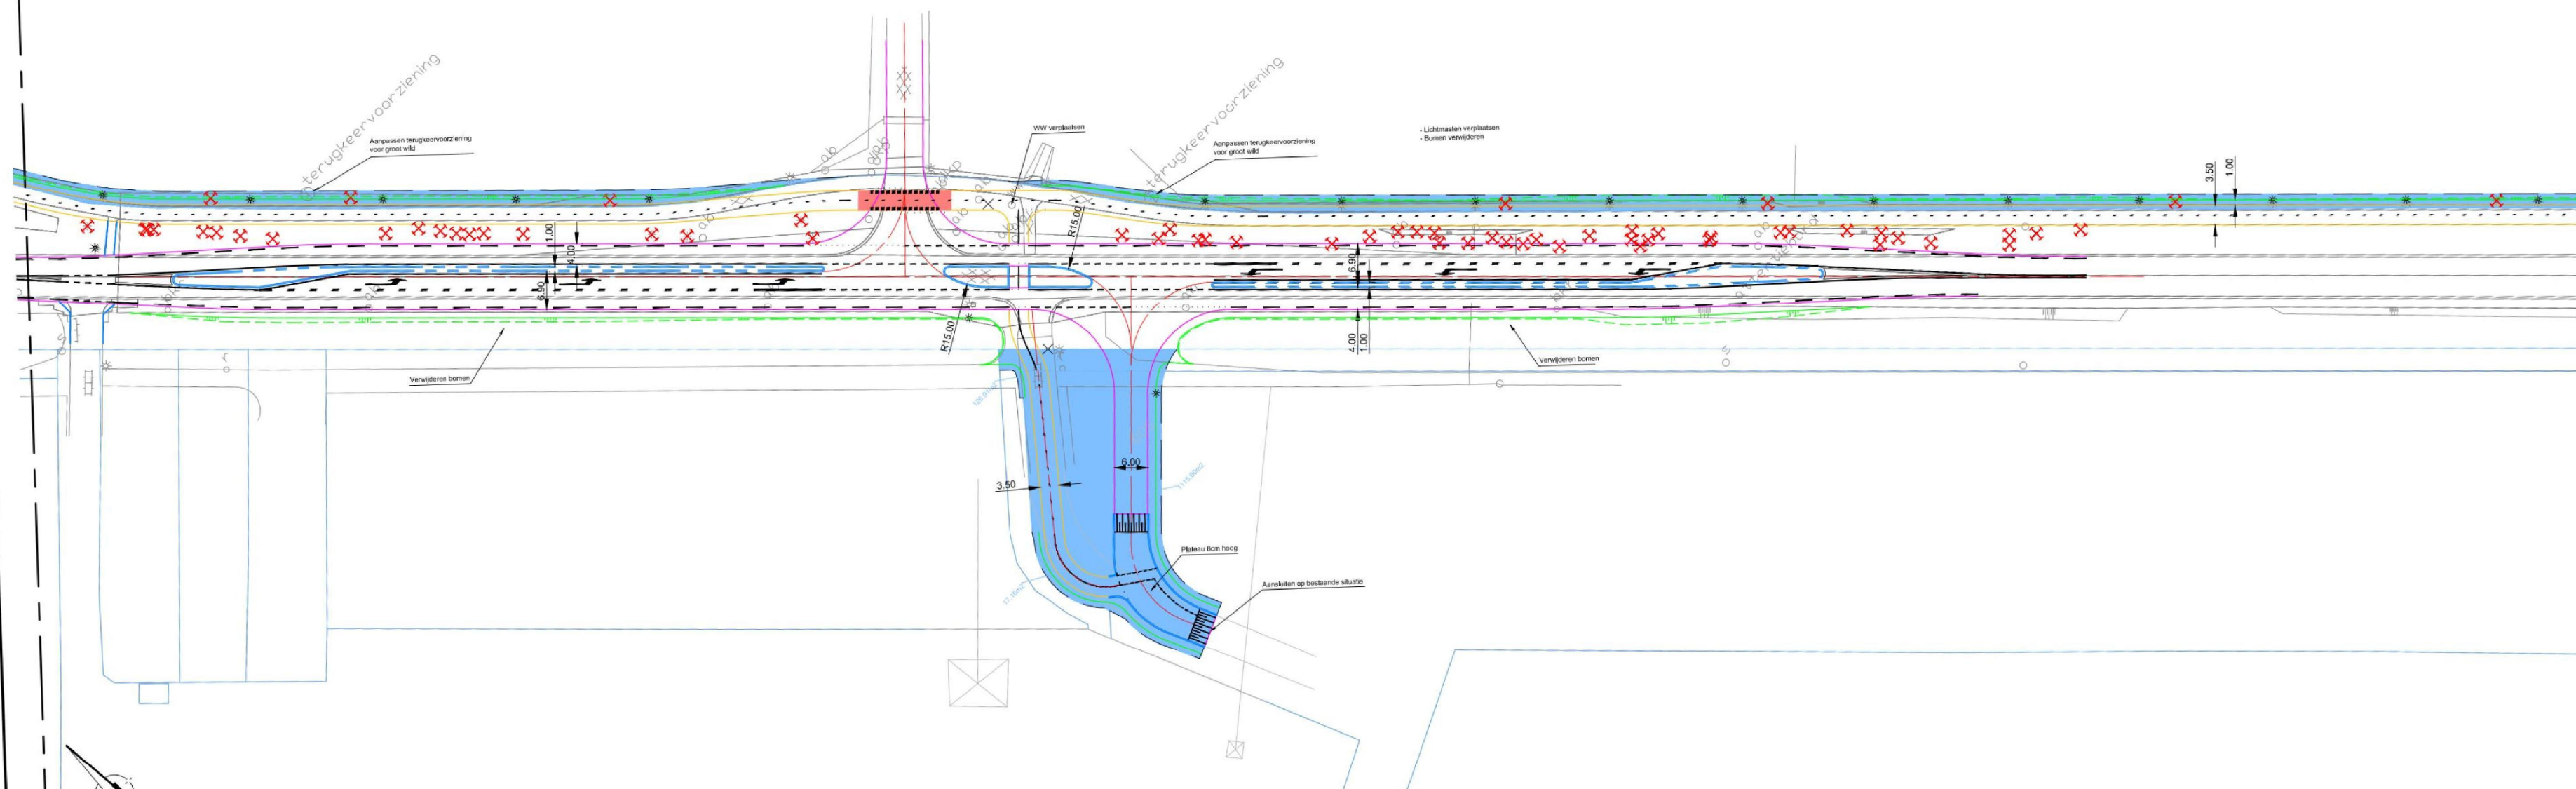 terugkeervoorziening
Aanpassen terugkeervoorziening
voor groot wild
WW verplaatsen
terugkeervoorziening
Aanpassen terugkeervoorziening
voor groot wild
- Lichtmasten verplaatsen
- Bomen verwijderen
3.50
1.00
1.00
4.00
6.90
R15.00
R15.00
6.90
4.00
1.00
Verwijderen bomen
Verwijderen bomen
6.00
3.50
Plateau 8cm hoog
Aansluiten op bestaande situatie